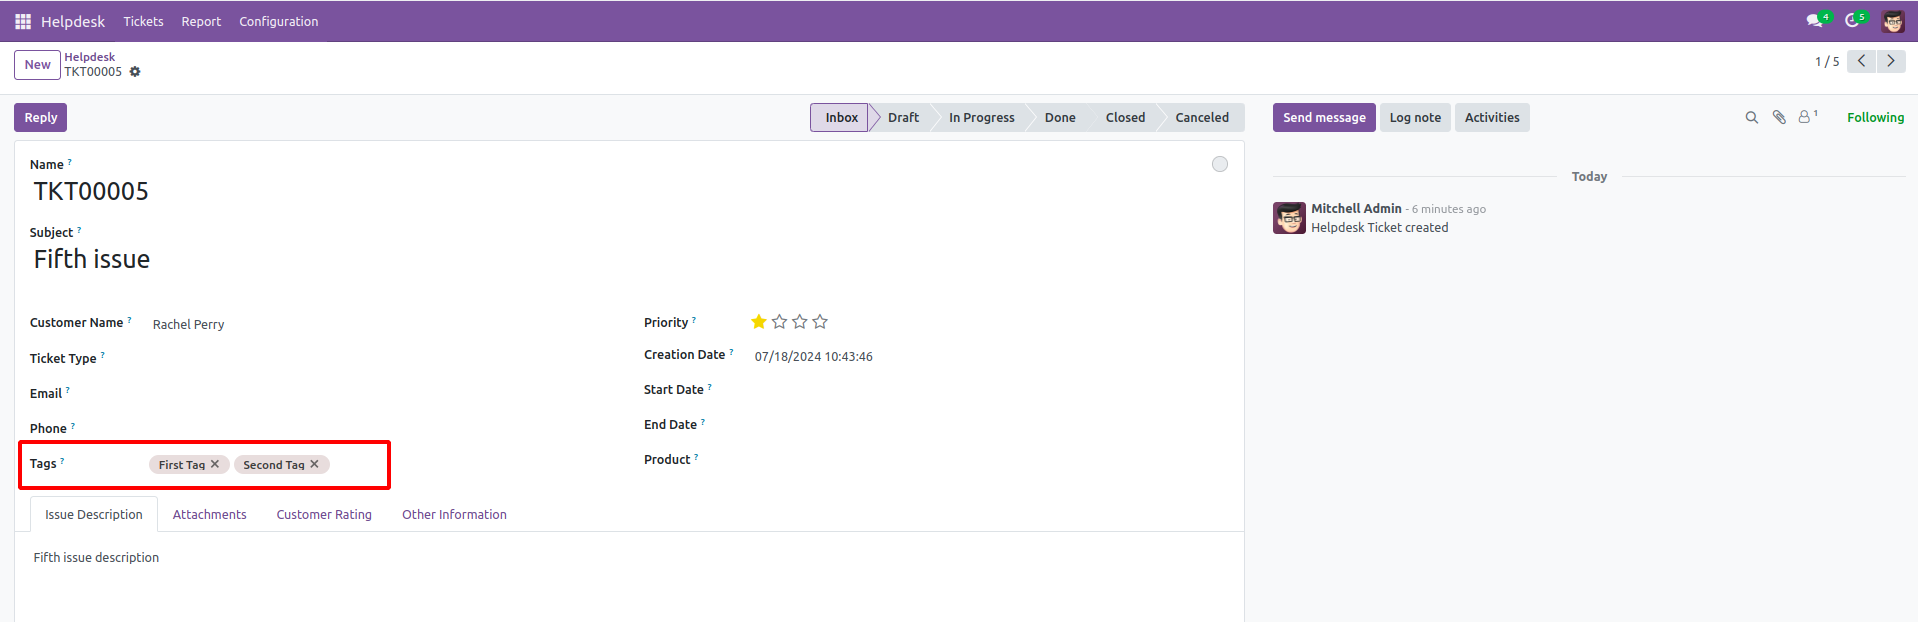 Helpdesk Tickets Report Configuration 4 5
New Helpdesk
TKT00005
1 / 5
Reply
Inbox Draft In Progress Done Closed Canceled
Send message Log note Activities 1 Following
Name ?
TKT00005
Subject ?
Fifth issue
Customer Name ? Rachel Perry
Ticket Type ?
Email ?
Phone ?
Tags ? First Tag ✕ Second Tag ✕
Priority ?
Creation Date ? 07/18/2024 10:43:46
Start Date ?
End Date ?
Product ?
Issue Description Attachments Customer Rating Other Information
Fifth issue description
Today
Mitchell Admin - 6 minutes ago
Helpdesk Ticket created